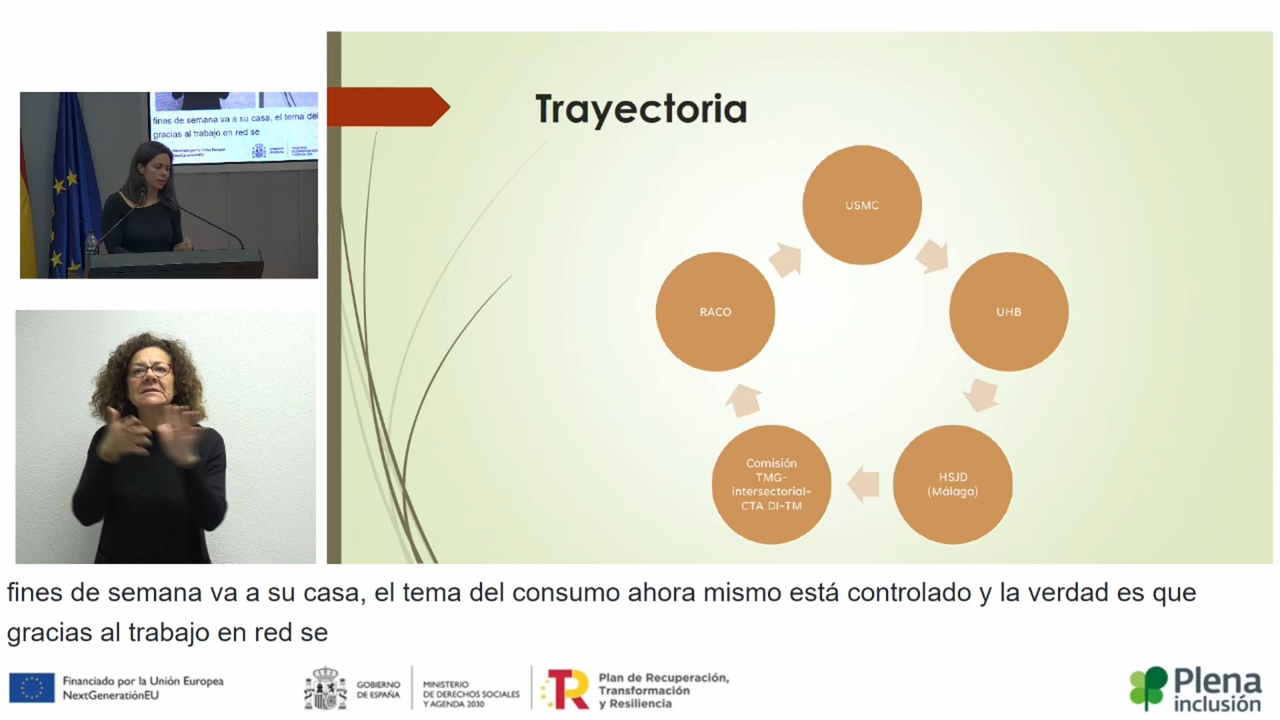 fines de semana va a su casa, el tema del
gracias al trabajo en red se
Trayectoria
USMC
UHB
HSJD
(Málaga)
Comisión
TMG-
intersectorial-
CTA DI-TM
RACO
fines de semana va a su casa, el tema del consumo ahora mismo está controlado y la verdad es que
gracias al trabajo en red se
Financiado por la Unión Europea
NextGenerationEU
GOBIERNO
DE ESPAÑA
MINISTERIO
DE DERECHOS SOCIALES
Y AGENDA 2030
Plan de Recuperación,
Transformación
y Resiliencia
Plena
inclusión